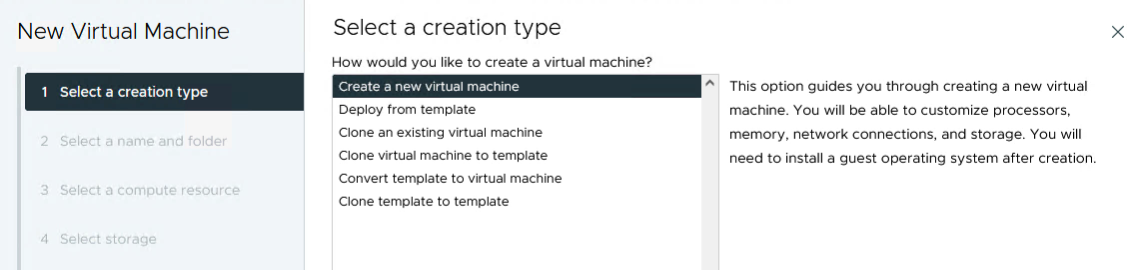 New Virtual Machine
1 Select a creation type
2 Select a name and folder
3 Select a compute resource
4 Select storage
Select a creation type
How would you like to create a virtual machine?
Create a new virtual machine
Deploy from template
Clone an existing virtual machine
Clone virtual machine to template
Convert template to virtual machine
Clone template to template
This option guides you through creating a new virtual
machine. You will be able to customize processors,
memory, network connections, and storage. You will
need to install a guest operating system after creation.